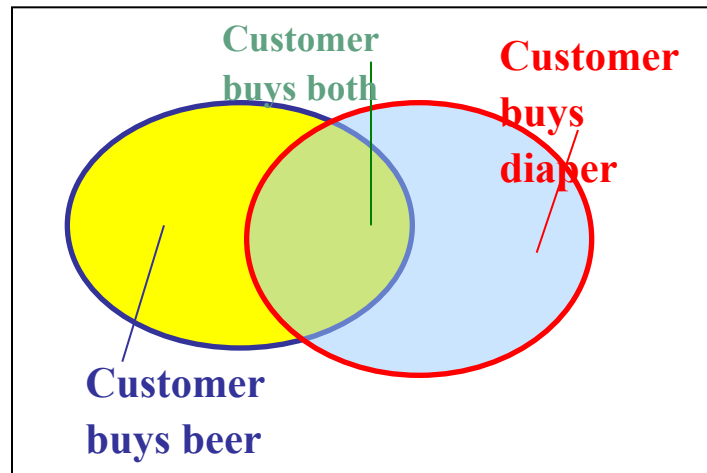 Customer
buys both
Customer
buys
diaper
Customer
buys beer